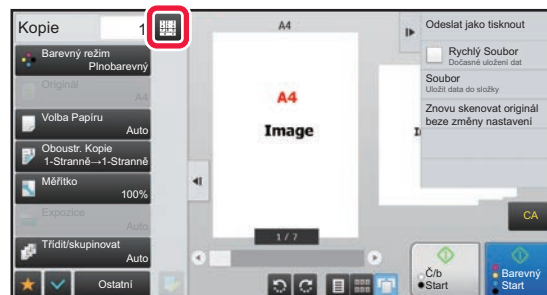 Kopie 1
Barevný režim
Plnobarevný
Originál
A4
Volba Papíru
Auto
Oboustr. Kopie
1-Stranně→1-Stranně
Měřítko
100%
Expozice
Auto
Třídit/skupinovat
Auto
Ostatní
A4
A4
Image
1 / 7
Odeslat jako tisknout
Rychlý Soubor
Dočasné uložení dat
Soubor
Uložit data do složky
Znovu skenovat originál
beze změny nastavení
CA
Č/b
Start
Barevný
Start